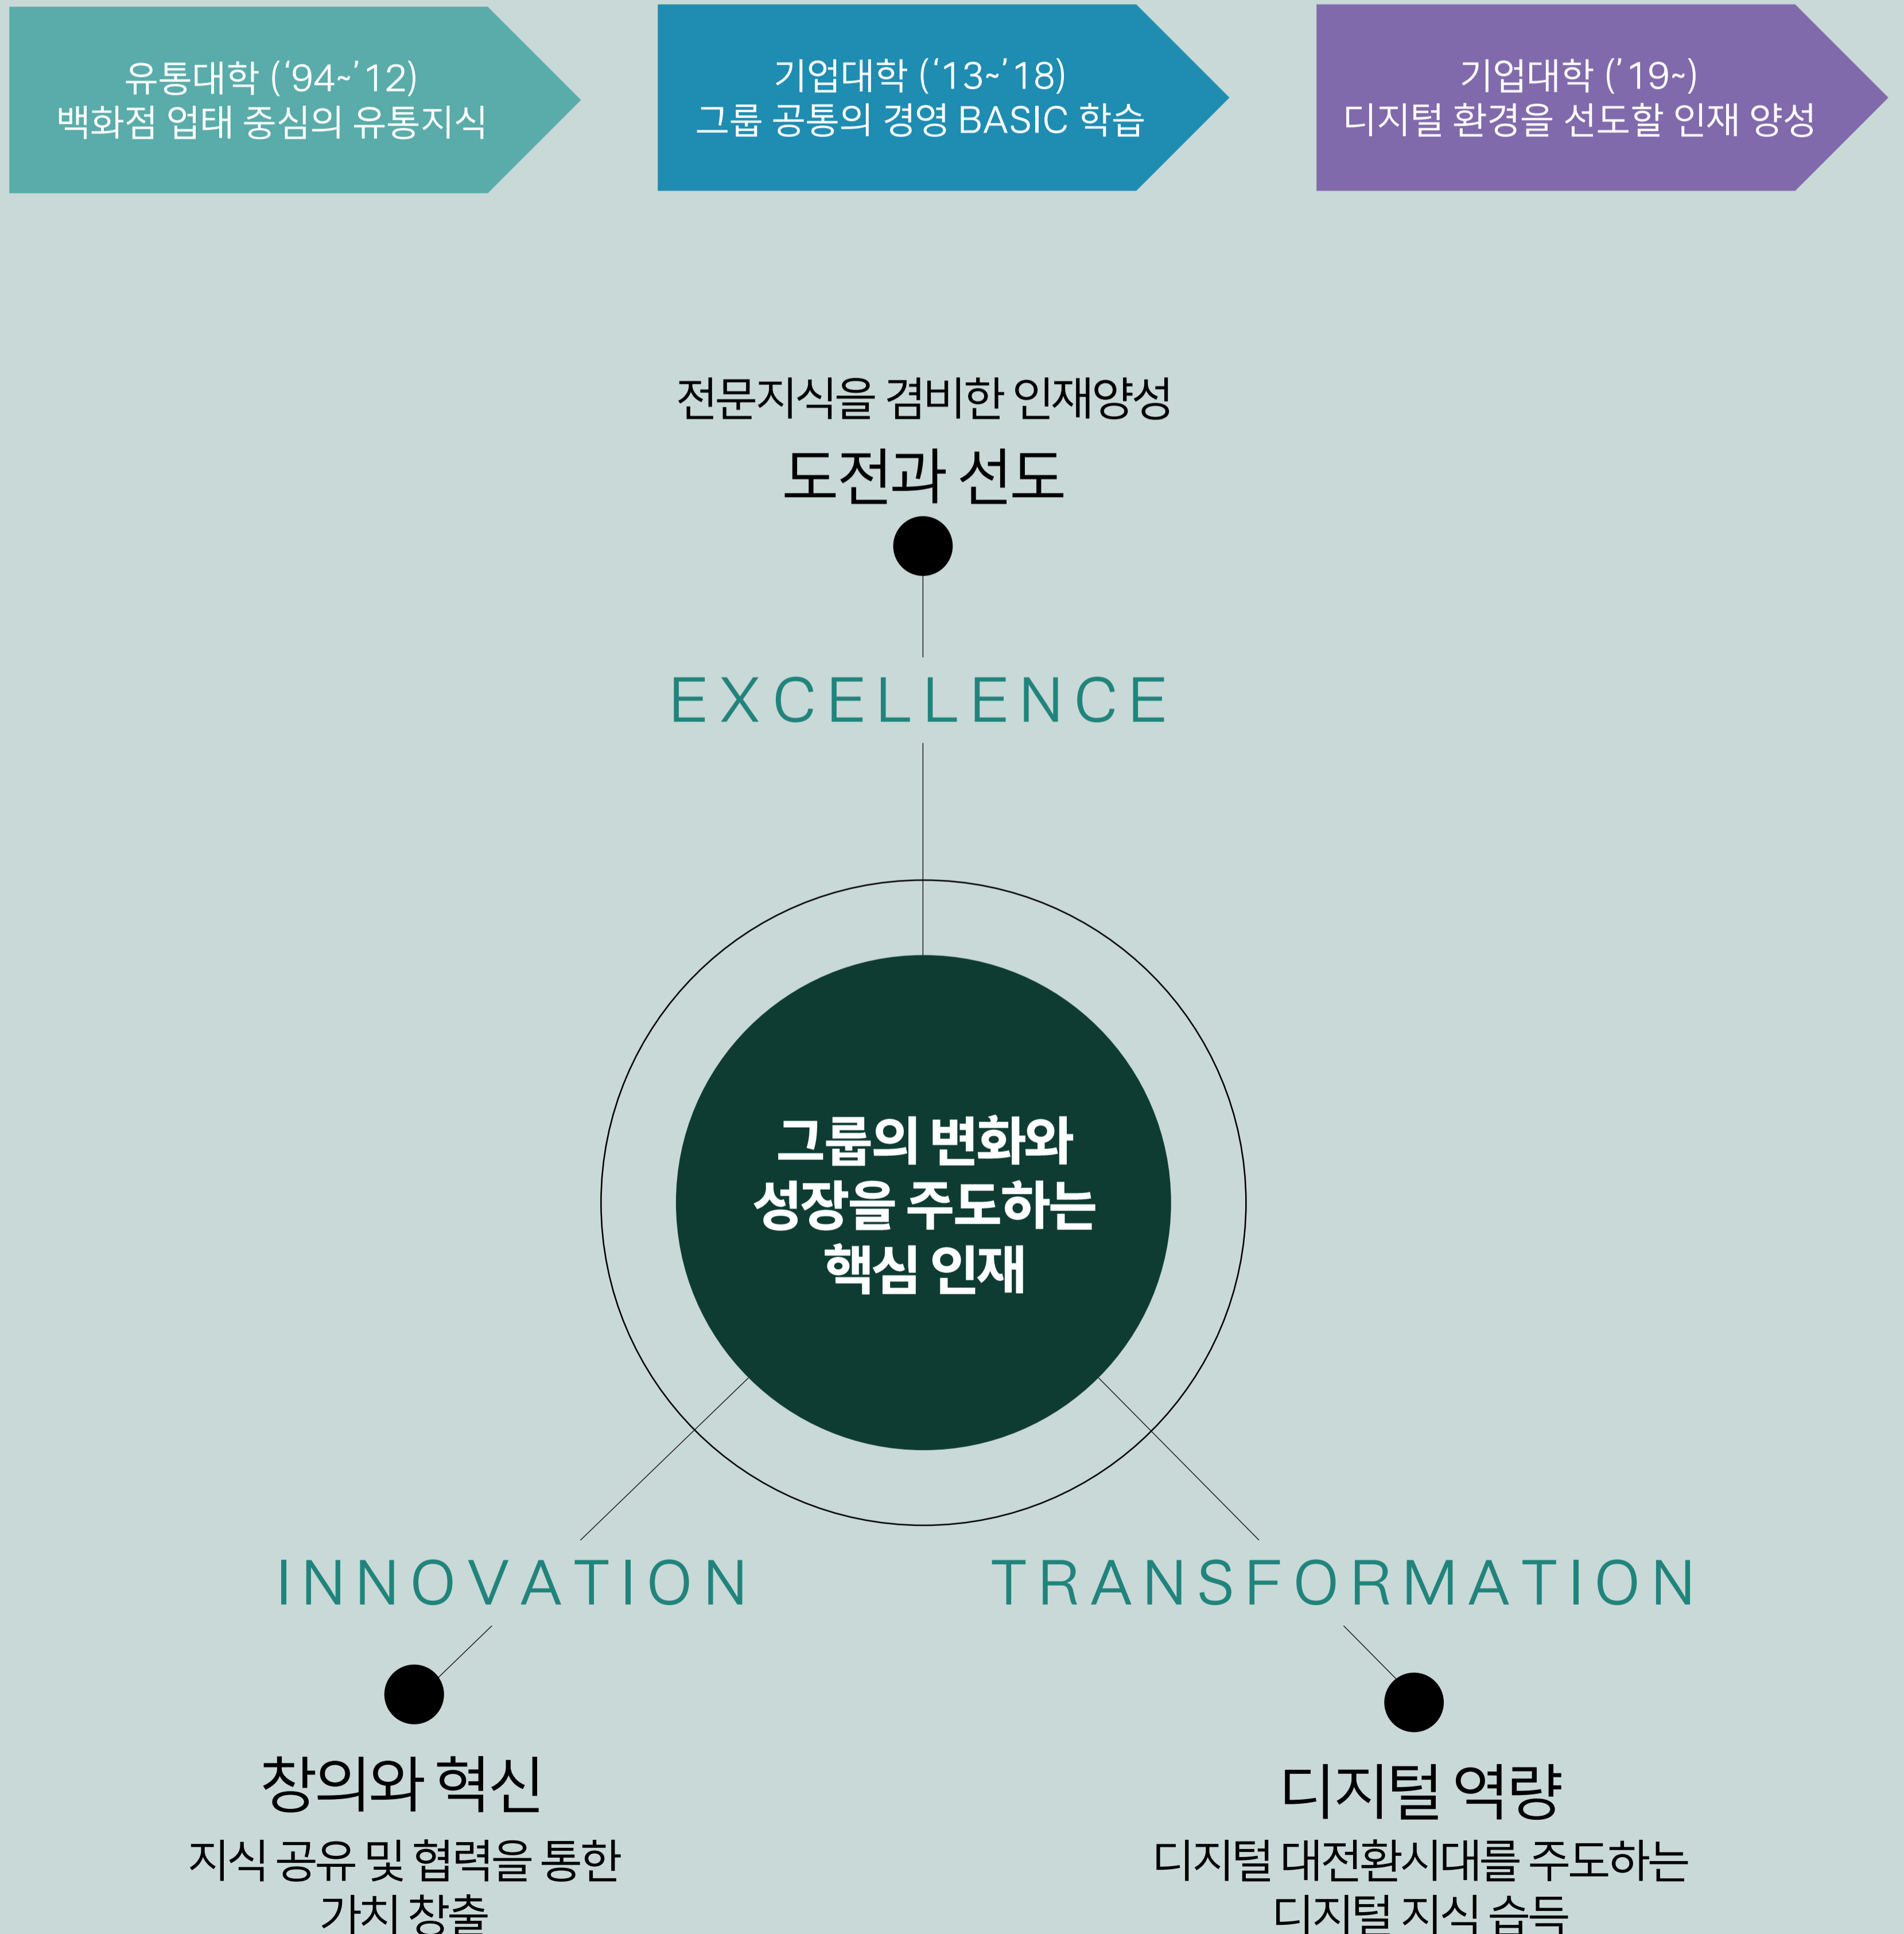 유통대학 (‘94~’12)
백화점 업태 중심의 유통지식
기업대학 (‘13~’18)
그룹 공통의 경영 BASIC 학습
기업대학(’19~)
디지털 환경을 선도할 인재 양성
전문지식을 겸비한 인재양성
도전과 선도
EXCELLENCE
그룹의 변화와
성장을 주도하는
핵심 인재
INNOVATION
TRANSFORMATION
창의와 혁신
지식 공유 및 협력을 통한
가치 창출
디지털 역량
디지털 대전환시대를 주도하는
디지털 지식 습득